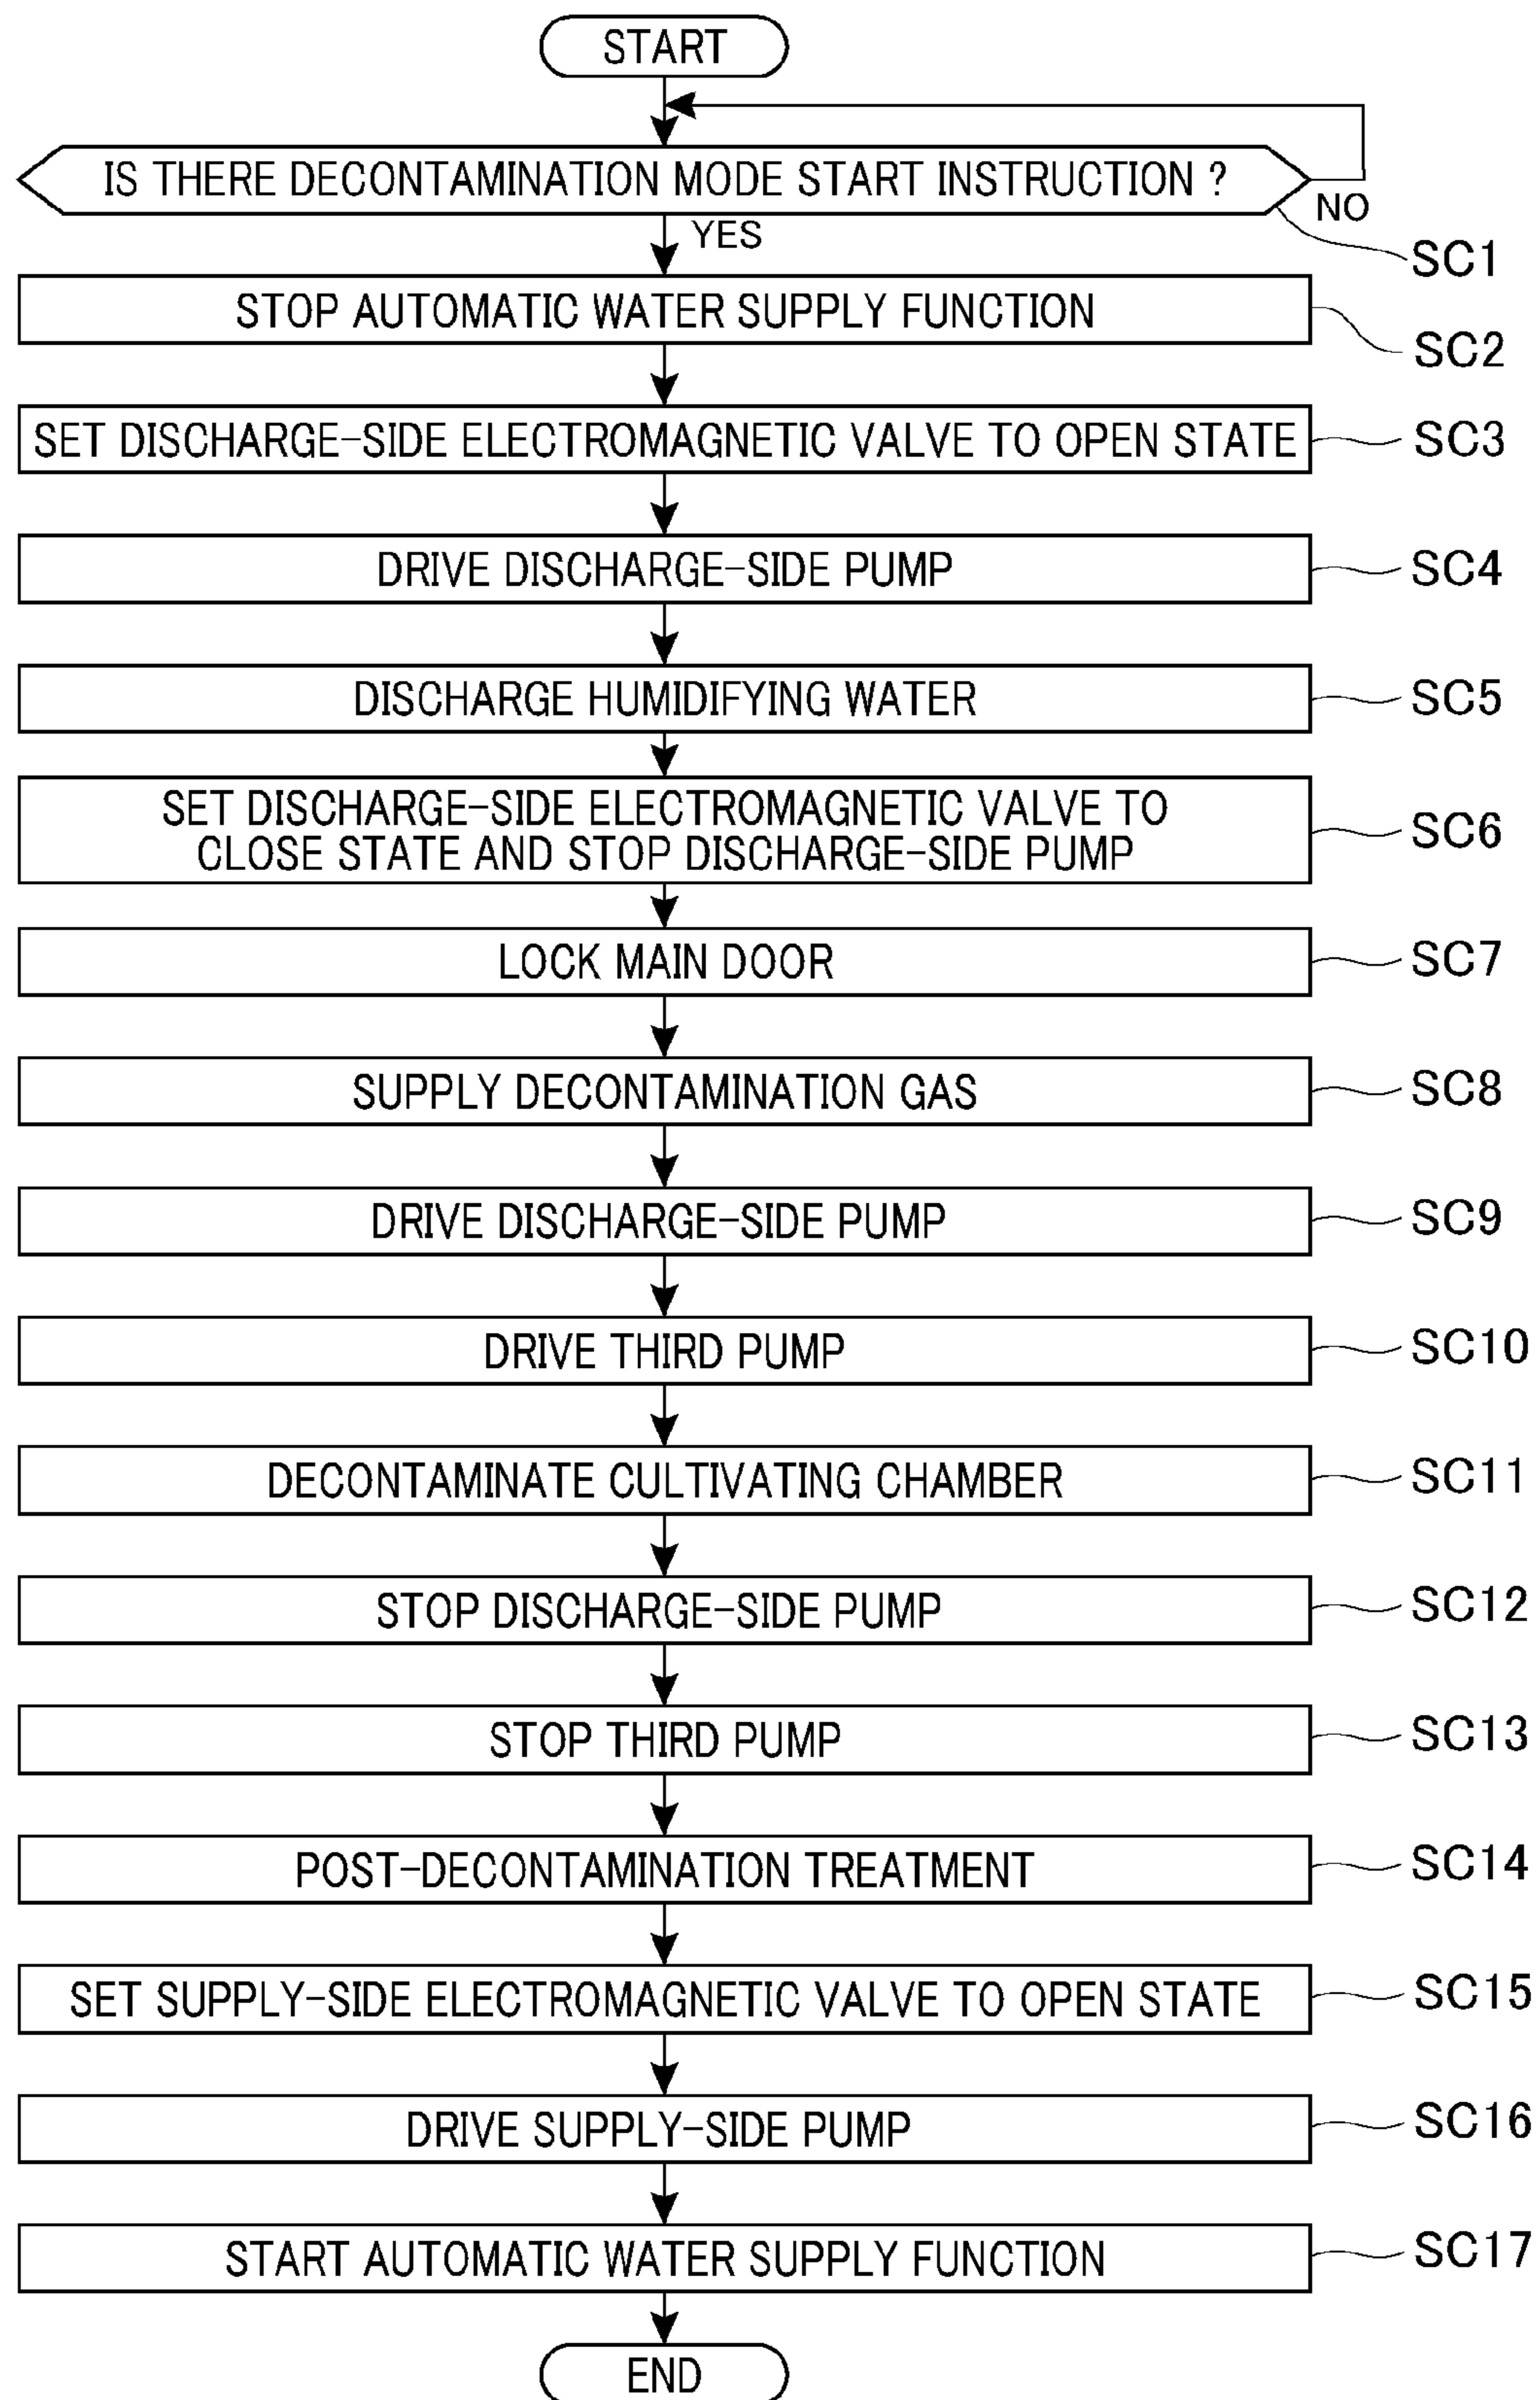 START
IS THERE DECONTAMINATION MODE START INSTRUCTION ?
NO
SC1
YES
STOP AUTOMATIC WATER SUPPLY FUNCTION
SC2
SET DISCHARGE-SIDE ELECTROMAGNETIC VALVE TO OPEN STATE
SC3
DRIVE DISCHARGE-SIDE PUMP
SC4
DISCHARGE HUMIDIFYING WATER
SC5
SET DISCHARGE-SIDE ELECTROMAGNETIC VALVE TO
CLOSE STATE AND STOP DISCHARGE-SIDE PUMP
SC6
LOCK MAIN DOOR
SC7
SUPPLY DECONTAMINATION GAS
SC8
DRIVE DISCHARGE-SIDE PUMP
SC9
DRIVE THIRD PUMP
SC10
DECONTAMINATE CULTIVATING CHAMBER
SC11
STOP DISCHARGE-SIDE PUMP
SC12
STOP THIRD PUMP
SC13
POST-DECONTAMINATION TREATMENT
SC14
SET SUPPLY-SIDE ELECTROMAGNETIC VALVE TO OPEN STATE
SC15
DRIVE SUPPLY-SIDE PUMP
SC16
START AUTOMATIC WATER SUPPLY FUNCTION
SC17
END